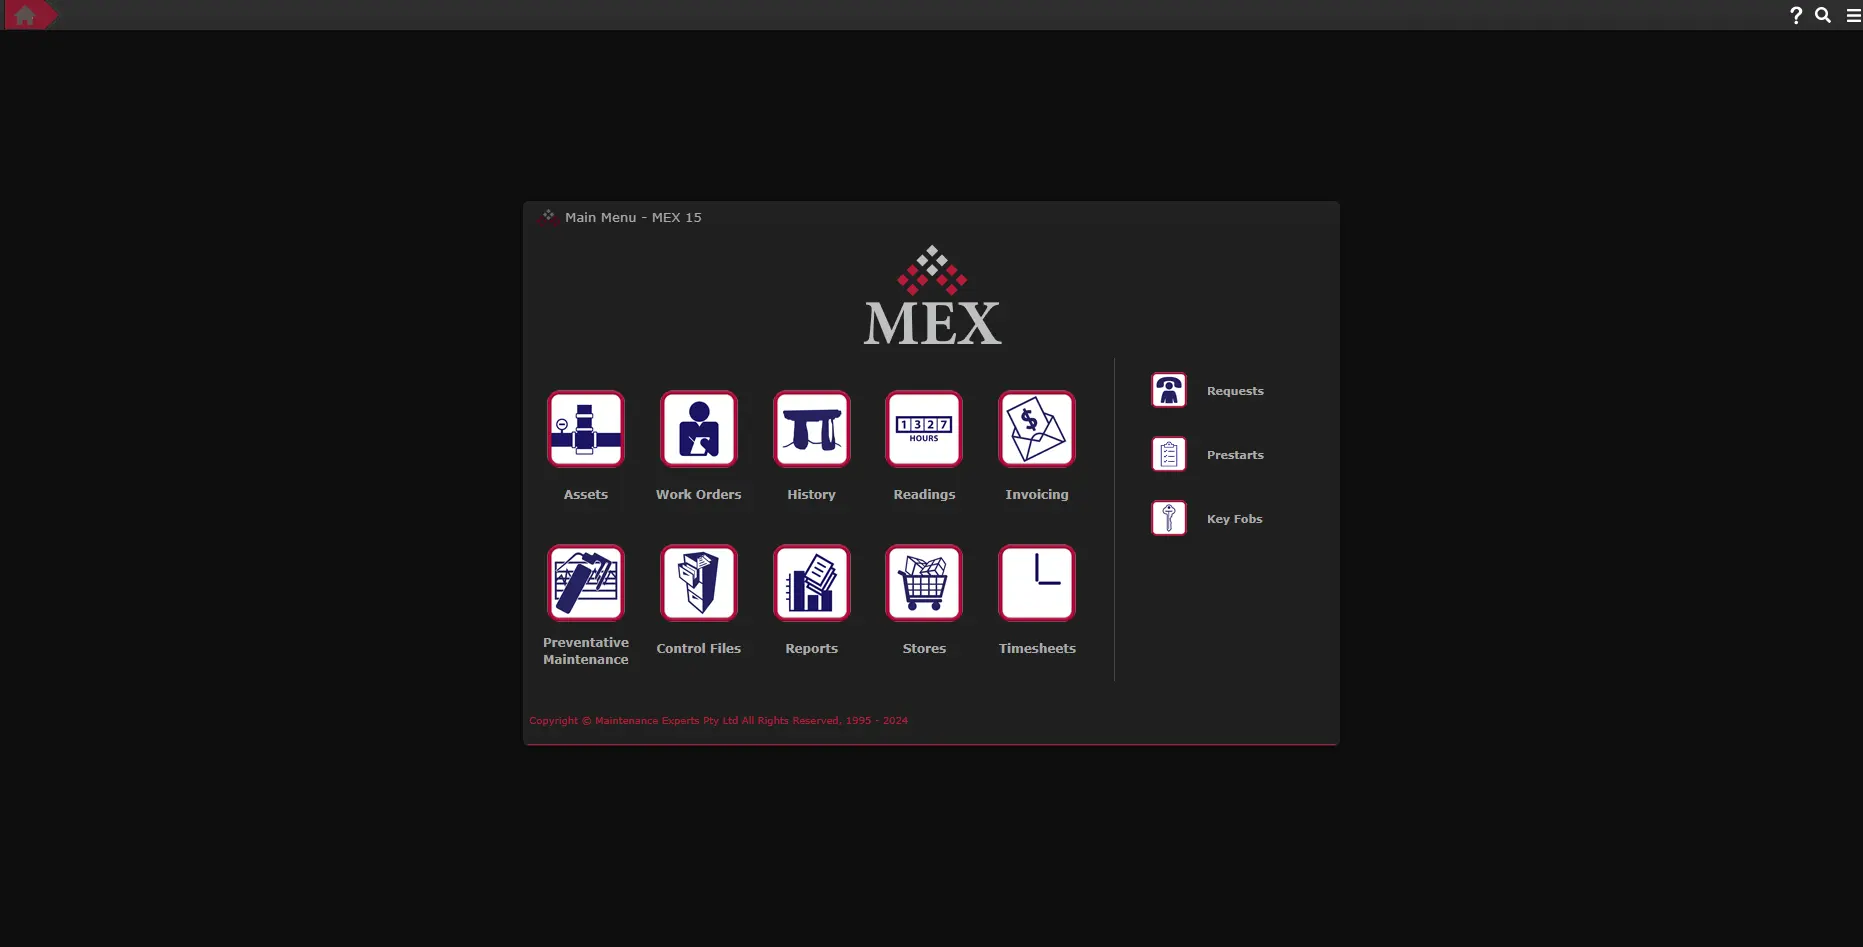 ?
Main Menu - MEX 15
MEX
1327
HOURS
$
Assets
Work Orders
History
Readings
Invoicing
Preventative
Maintenance
Control Files
Reports
Stores
Timesheets
Requests
Prestarts
Key Fobs
Copyright © Maintenance Experts Pty Ltd All Rights Reserved, 1995 - 2024